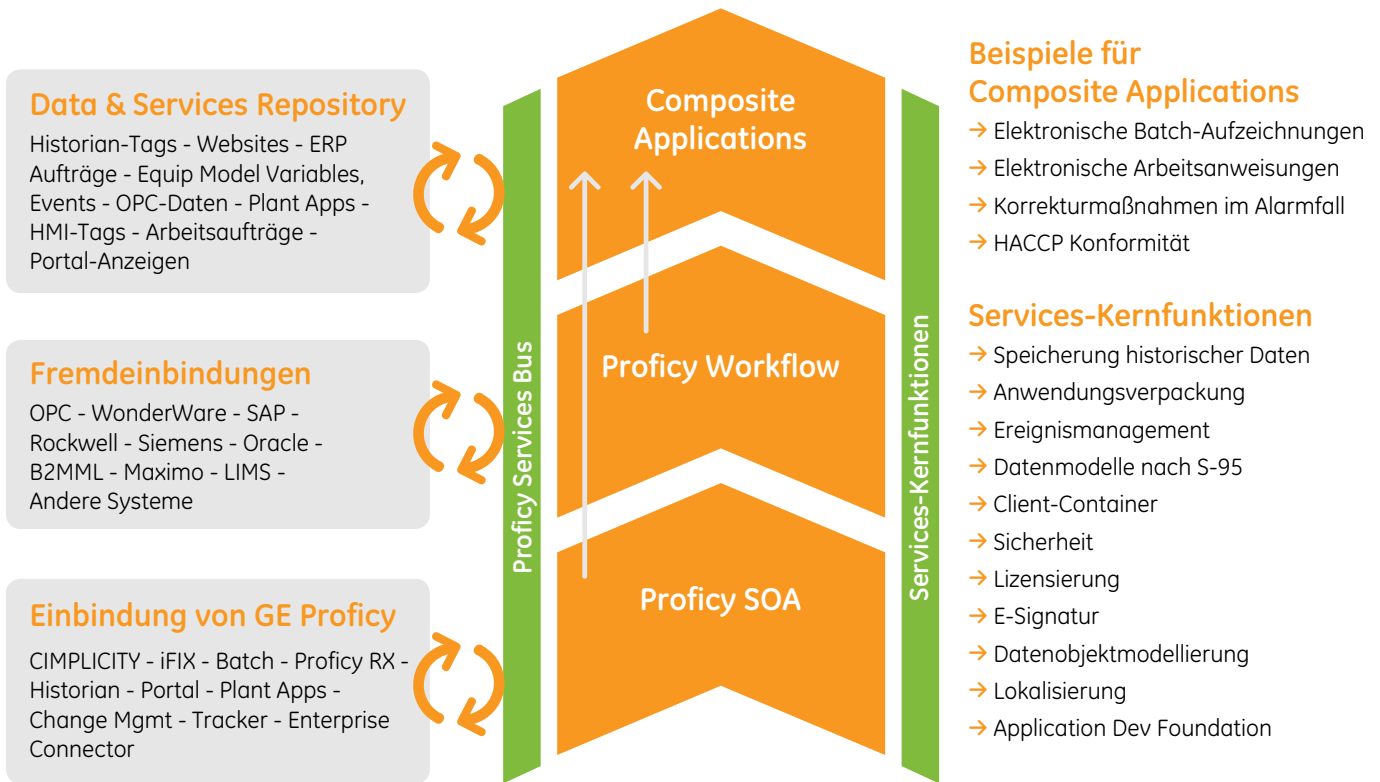 Data & Services Repository
Historian-Tags - Websites - ERP
Aufträge - Equip Model Variables,
Events - OPC-Daten - Plant Apps -
HMI-Tags - Arbeitsaufträge -
Portal-Anzeigen
Fremdeinbindungen
OPC - WonderWare - SAP -
Rockwell - Siemens - Oracle -
B2MML - Maximo - LIMS -
Andere Systeme
Einbindung von GE Proficy
CIMPLICITY - iFIX - Batch - Proficy RX -
Historian - Portal - Plant Apps -
Change Mgmt - Tracker - Enterprise
Connector
Proficy Services Bus
Composite
Applications
Proficy Workflow
Proficy SOA
Services-Kernfunktionen
Beispiele für
Composite Applications
→ Elektronische Batch-Aufzeichnungen
→ Elektronische Arbeitsanweisungen
→ Korrekturmaßnahmen im Alarmfall
→ HACCP Konformität
Services-Kernfunktionen
→ Speicherung historischer Daten
→ Anwendungsverpackung
→ Ereignismanagement
→ Datenmodelle nach S-95
→ Client-Container
→ Sicherheit
→ Lizensierung
→ E-Signatur
→ Datenobjektmodellierung
→ Lokalisierung
→ Application Dev Foundation